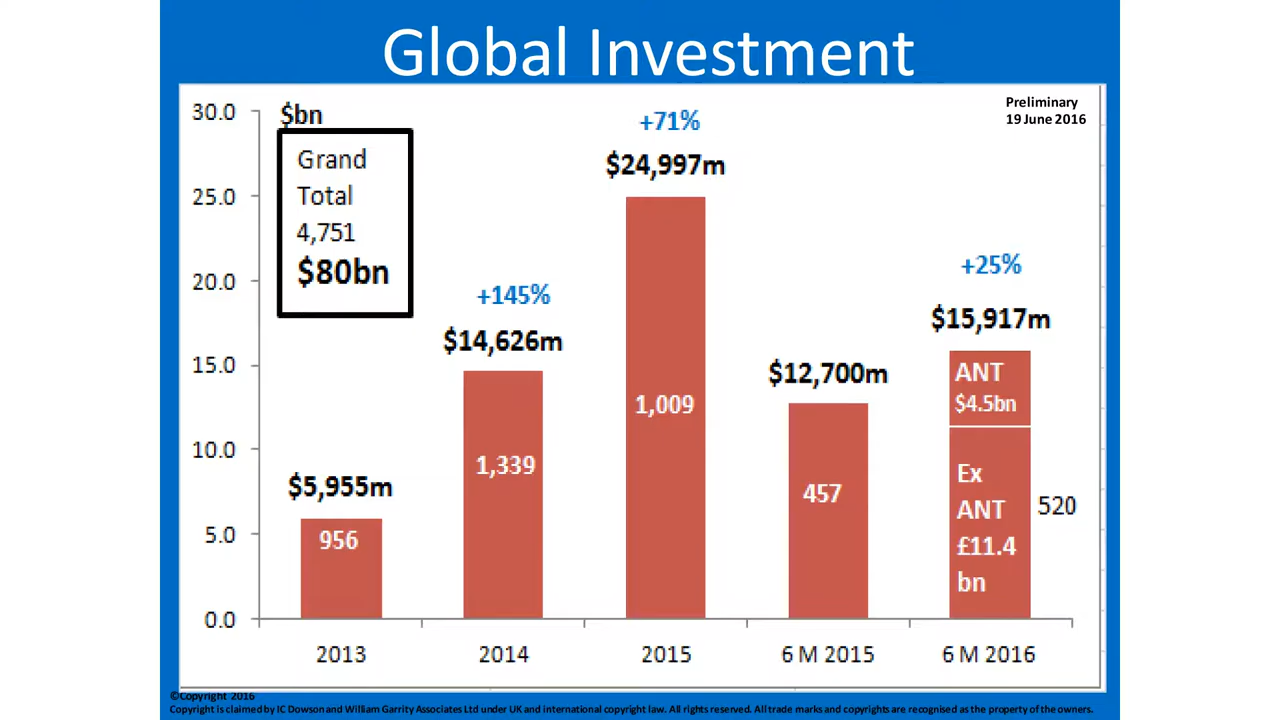 Global Investment
Preliminary
19 June 2016
$bn
30.0
25.0
20.0
15.0
10.0
5.0
0.0
Grand
Total
4,751
$80bn
$5,955m
956
+145%
$14,626m
1,339
+71%
$24,997m
1,009
$12,700m
457
+25%
$15,917m
ANT
$4.5bn
Ex
ANT
£11.4
bn
520
2013
2014
2015
6 M 2015
6 M 2016
©Copyright 2016
Copyright is claimed by IC Dowson and William Garrity Associates Ltd under UK and international copyright law. All rights reserved. All trade marks and copyrights are recognised as the property of the owners.